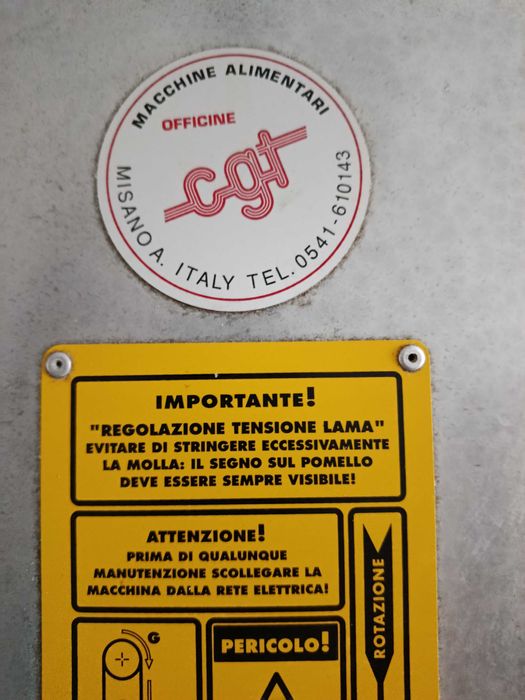 MACCHINE ALIMENTARI
OFFICINE
cgt
MISANO A. ITALY TEL. 0541-610143
IMPORTANTE!
"REGOLAZIONE TENSIONE LAMA"
EVITARE DI STRINGERE ECCESSIVAMENTE
LA MOLLA: IL SEGNO SUL POMELLO
DEVE ESSERE SEMPRE VISIBILE!
ATTENZIONE!
PRIMA DI QUALUNQUE
MANUTENZIONE SCOLLEGARE LA
MACCHINA DALLA RETE ELETTRICA!
ROTAZIONE
G
PERICOLO!